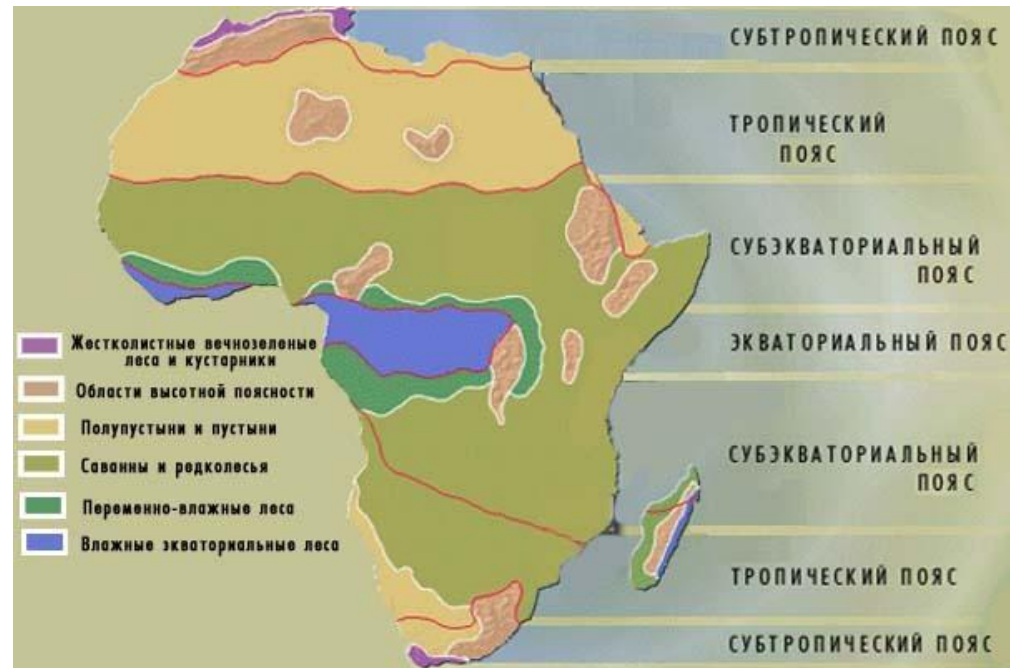 СУБТРОПИЧЕСКИЙ ПОЯС
ТРОПИЧЕСКИЙ
ПОЯС
СУБЭКВАТОРИАЛЬНЫЙ
ПОЯС
ЭКВАТОРИАЛЬНЫЙ ПОЯС
СУБЭКВАТОРИАЛЬНЫЙ
ПОЯС
ТРОПИЧЕСКИЙ ПОЯС
СУБТРОПИЧЕСКИЙ ПОЯС
Жестколистные вечнозеленые
леса и кустарники
Области высотной поясности
Полупустыни и пустыни
Саванны и редколесья
Переменно-влажные леса
Влажные экваториальные леса